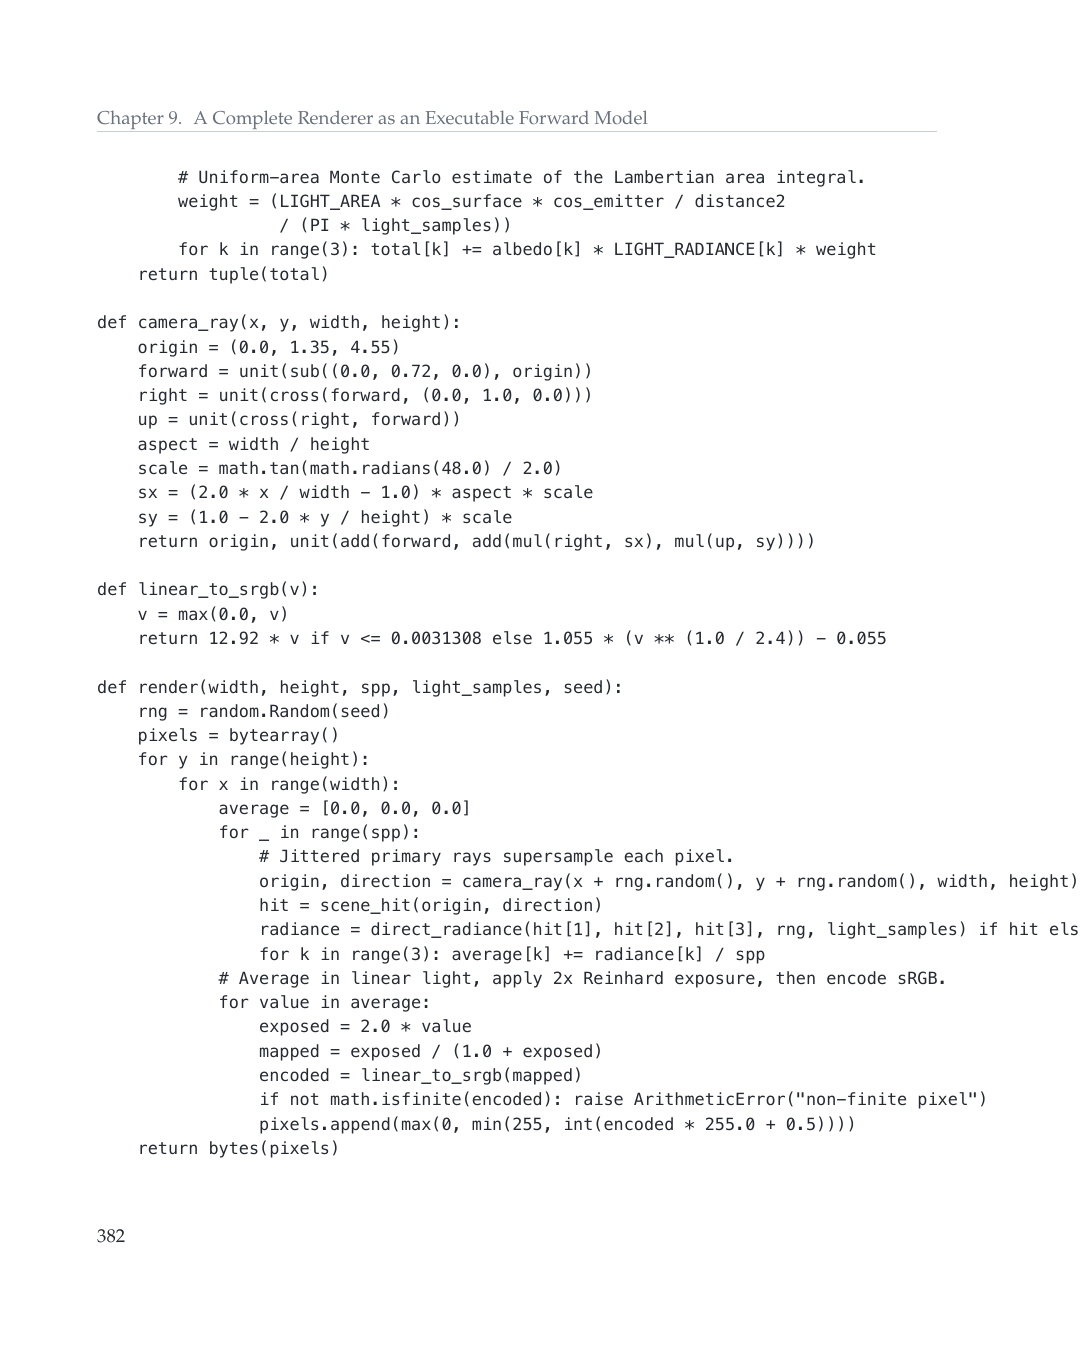 Chapter 9. A Complete Renderer as an Executable Forward Model
        # Uniform-area Monte Carlo estimate of the Lambertian area integral.
        weight = (LIGHT_AREA * cos_surface * cos_emitter / distance2
                  / (PI * light_samples))
        for k in range(3): total[k] += albedo[k] * LIGHT_RADIANCE[k] * weight
    return tuple(total)

def camera_ray(x, y, width, height):
    origin = (0.0, 1.35, 4.55)
    forward = unit(sub((0.0, 0.72, 0.0), origin))
    right = unit(cross(forward, (0.0, 1.0, 0.0)))
    up = unit(cross(right, forward))
    aspect = width / height
    scale = math.tan(math.radians(48.0) / 2.0)
    sx = (2.0 * x / width - 1.0) * aspect * scale
    sy = (1.0 - 2.0 * y / height) * scale
    return origin, unit(add(forward, add(mul(right, sx), mul(up, sy))))

def linear_to_srgb(v):
    v = max(0.0, v)
    return 12.92 * v if v <= 0.0031308 else 1.055 * (v ** (1.0 / 2.4)) - 0.055

def render(width, height, spp, light_samples, seed):
    rng = random.Random(seed)
    pixels = bytearray()
    for y in range(height):
        for x in range(width):
            average = [0.0, 0.0, 0.0]
            for _ in range(spp):
                # Jittered primary rays supersample each pixel.
                origin, direction = camera_ray(x + rng.random(), y + rng.random(), width, height)
                hit = scene_hit(origin, direction)
                radiance = direct_radiance(hit[1], hit[2], hit[3], rng, light_samples) if hit els
                for k in range(3): average[k] += radiance[k] / spp
            # Average in linear light, apply 2x Reinhard exposure, then encode sRGB.
            for value in average:
                exposed = 2.0 * value
                mapped = exposed / (1.0 + exposed)
                encoded = linear_to_srgb(mapped)
                if not math.isfinite(encoded): raise ArithmeticError("non-finite pixel")
                pixels.append(max(0, min(255, int(encoded * 255.0 + 0.5))))
    return bytes(pixels)
382